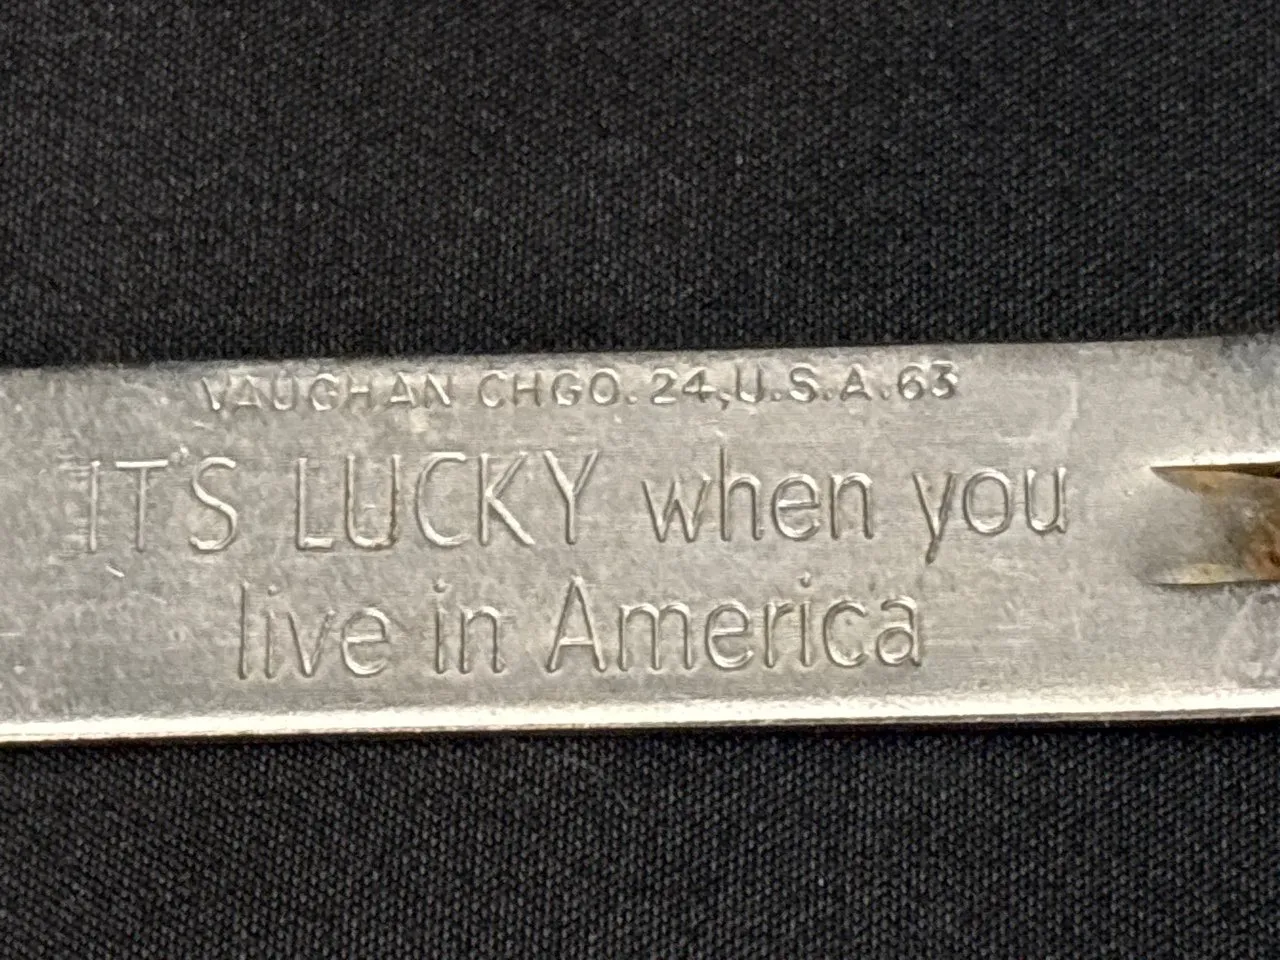 VAUGHAN CHGO. 24, U.S.A. 63
IT'S LUCKY when you
live in America